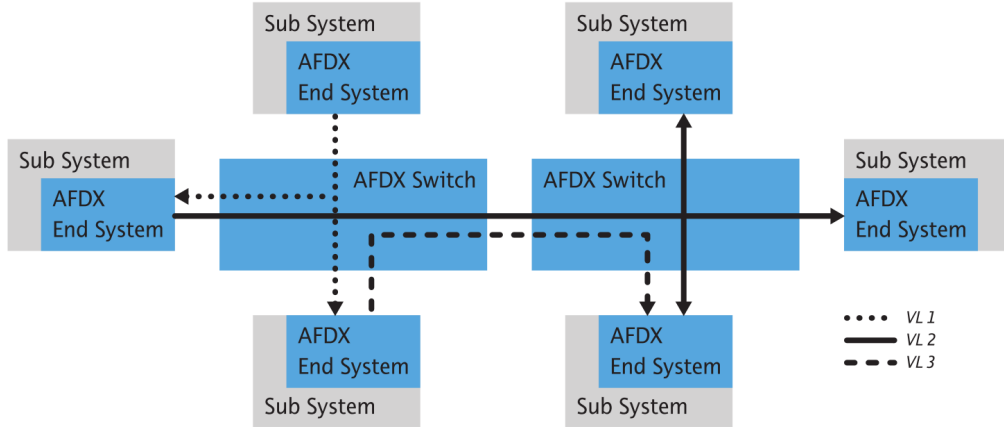 Sub System
AFDX
End System
Sub System
AFDX
End System
Sub System
AFDX
End System
AFDX Switch
AFDX Switch
Sub System
AFDX
End System
AFDX
End System
Sub System
AFDX
End System
Sub System
VL 1
VL 2
VL 3